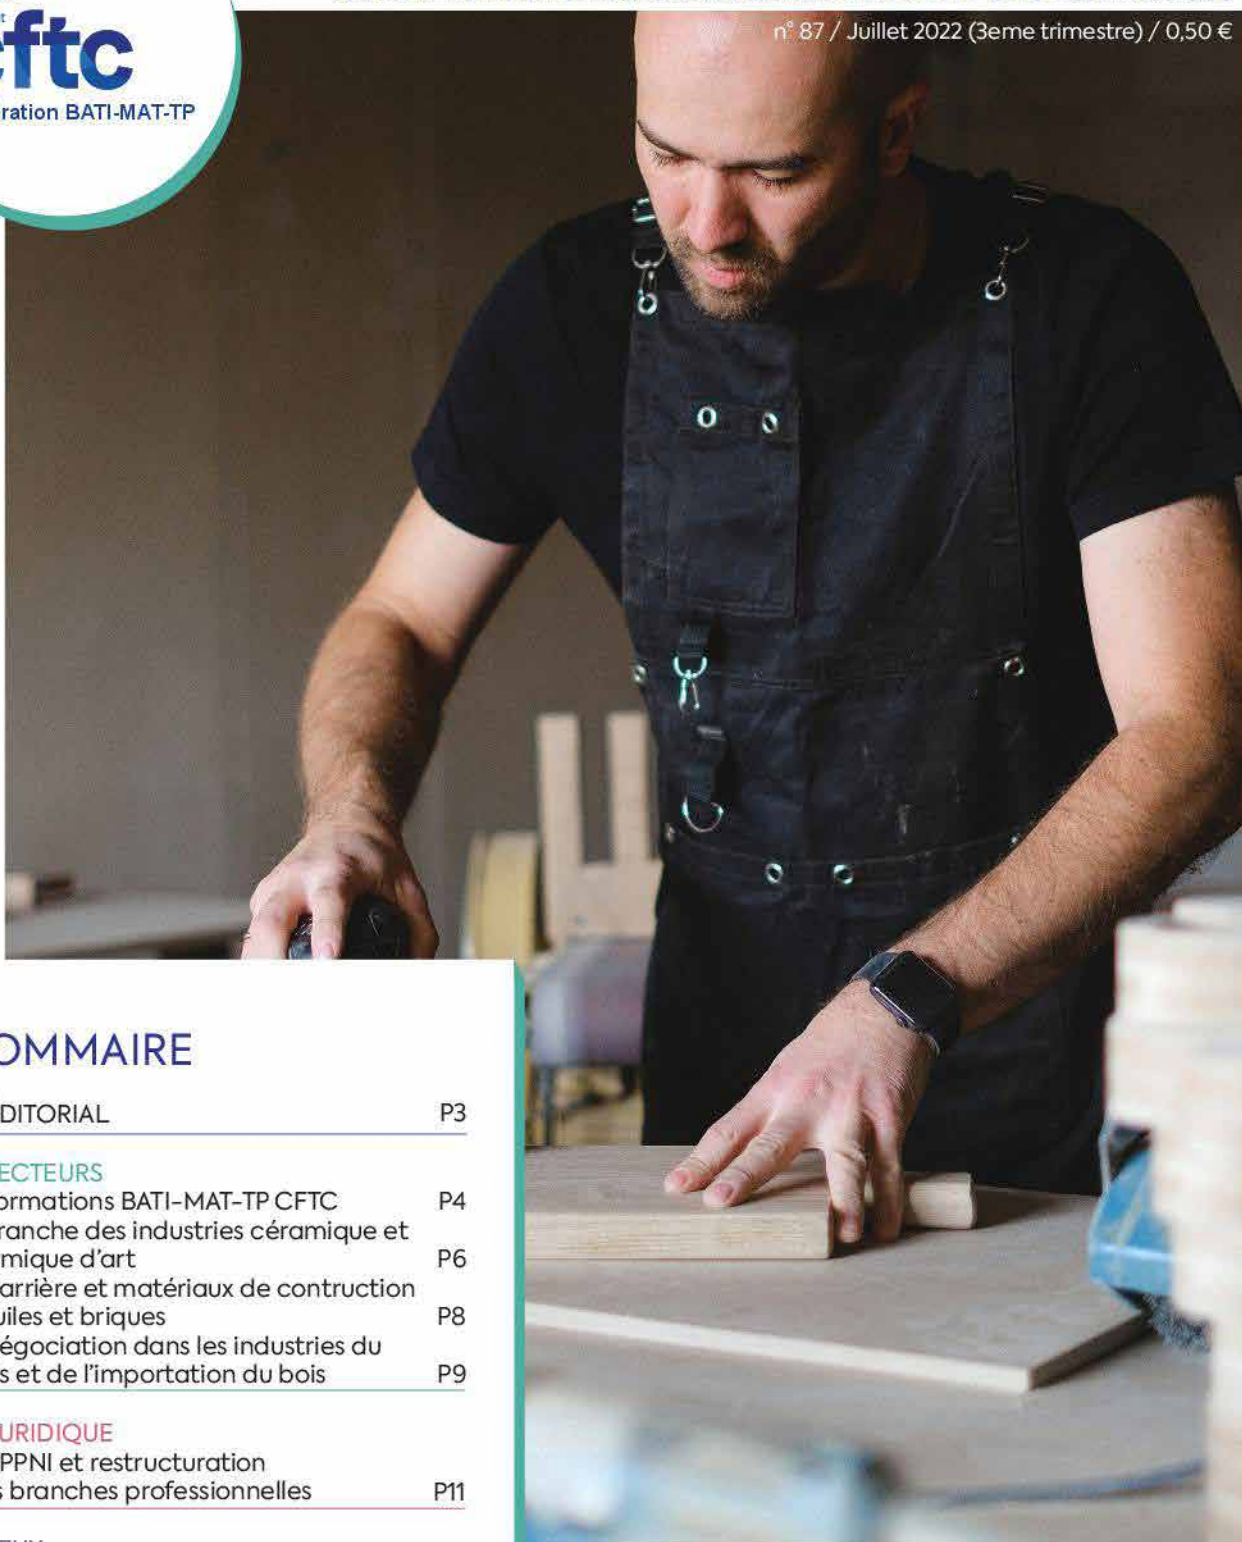 n° 87 / Juillet 2022 (3eme trimestre) / 0,50 €
cftc
ration BATI-MAT-TP
OMMAIRE
DITORIAL P3
ECTEURS
ormations BATI-MAT-TP CFTC P4
ranche des industries céramique et
mique d'art P6
arrière et matériaux de contruction
uiles et briques P8
égociation dans les industries du
s et de l'importation du bois P9
URIDIQUE
PPNI et restructuration
s branches professionnelles P11